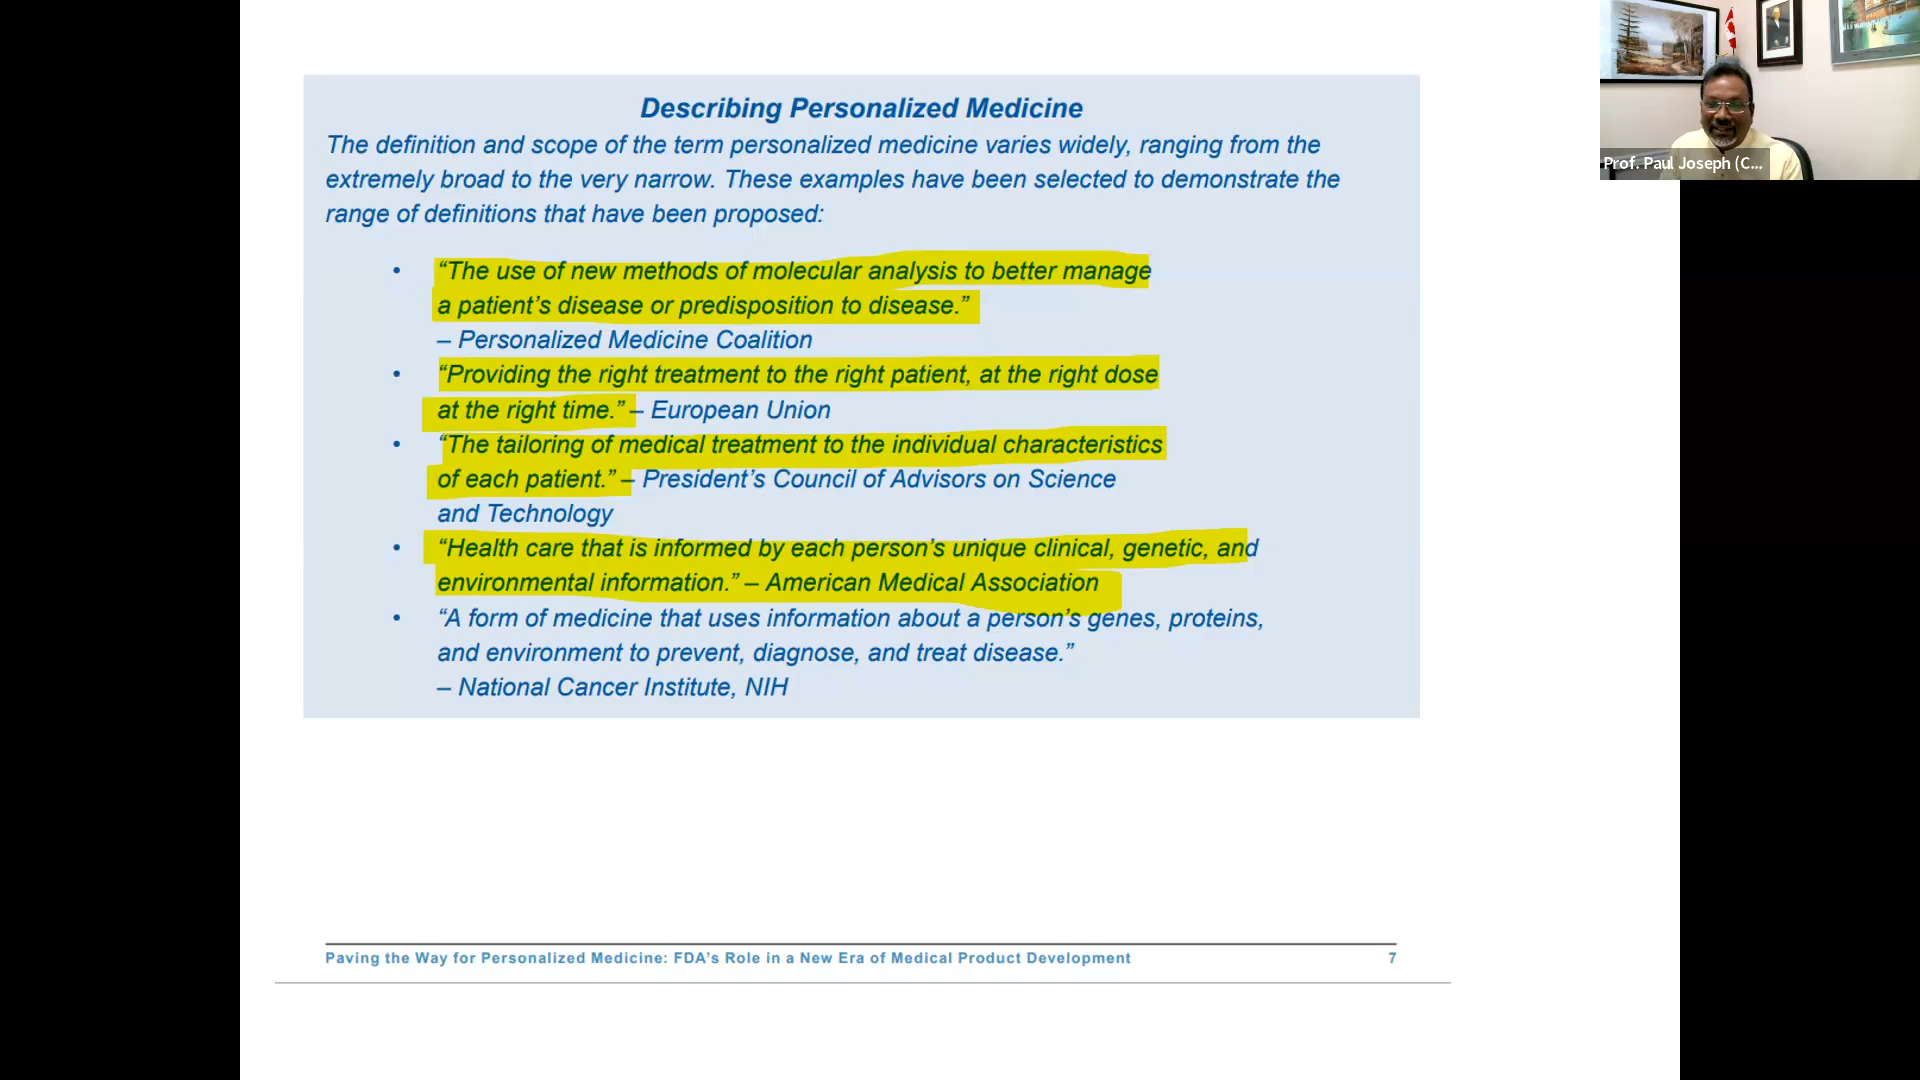 Describing Personalized Medicine
The definition and scope of the term personalized medicine varies widely, ranging from the
extremely broad to the very narrow. These examples have been selected to demonstrate the
range of definitions that have been proposed:
• “The use of new methods of molecular analysis to better manage
a patient’s disease or predisposition to disease.”
– Personalized Medicine Coalition
• “Providing the right treatment to the right patient, at the right dose
at the right time.” – European Union
• “The tailoring of medical treatment to the individual characteristics
of each patient.” – President’s Council of Advisors on Science
and Technology
• “Health care that is informed by each person’s unique clinical, genetic, and
environmental information.” – American Medical Association
• “A form of medicine that uses information about a person’s genes, proteins,
and environment to prevent, diagnose, and treat disease.”
– National Cancer Institute, NIH
Paving the Way for Personalized Medicine: FDA’s Role in a New Era of Medical Product Development 7
Prof. Paul Joseph (C...